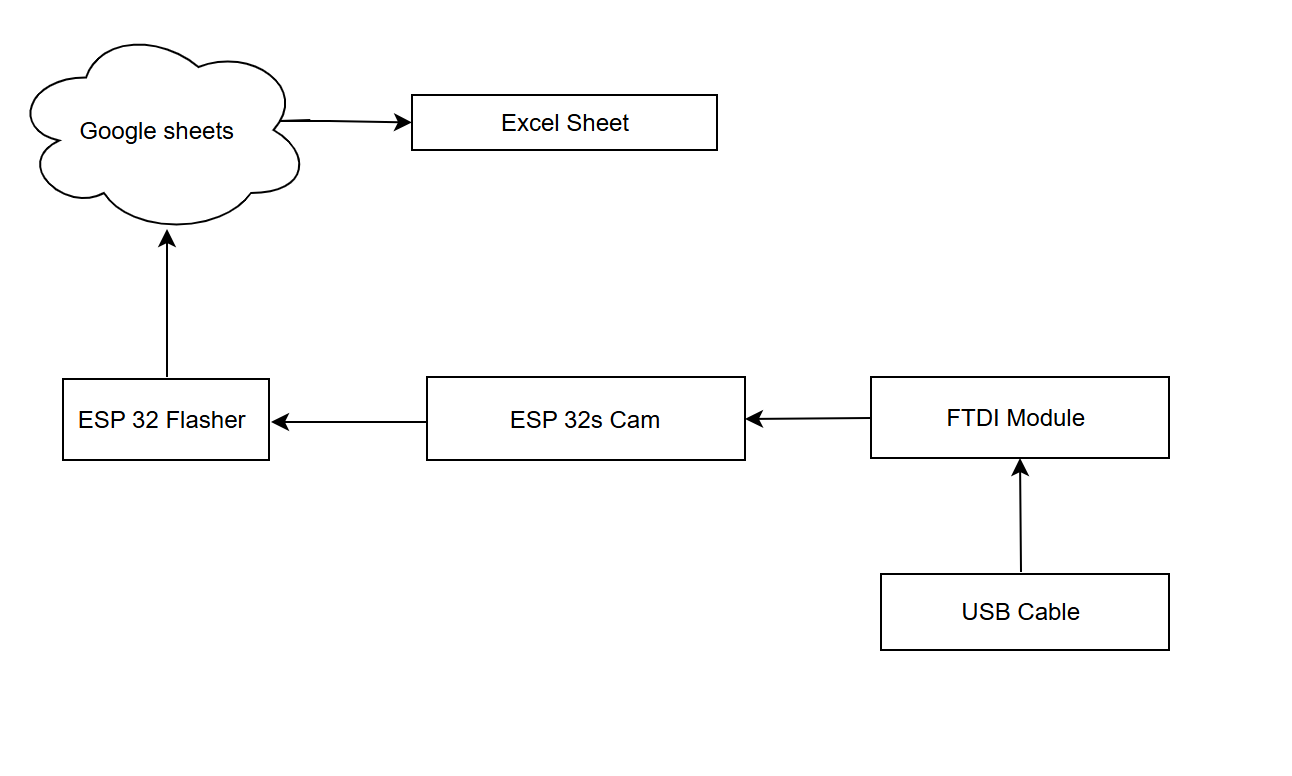 Google sheets
Excel Sheet
ESP 32 Flasher
ESP 32s Cam
FTDI Module
USB Cable